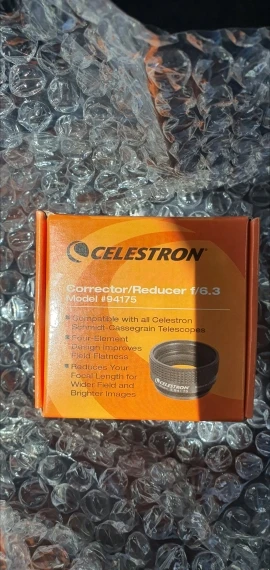 CELESTRON
Corrector/Reducer f/6.3
Model #94175
Compatible with all Celestron
Schmidt-Cassegrain Telescopes
Four-Element
Design Improves
Field Flatness
Reduces Your
Focal Length for
Wider Field and
Brighter Images
CELESTRON